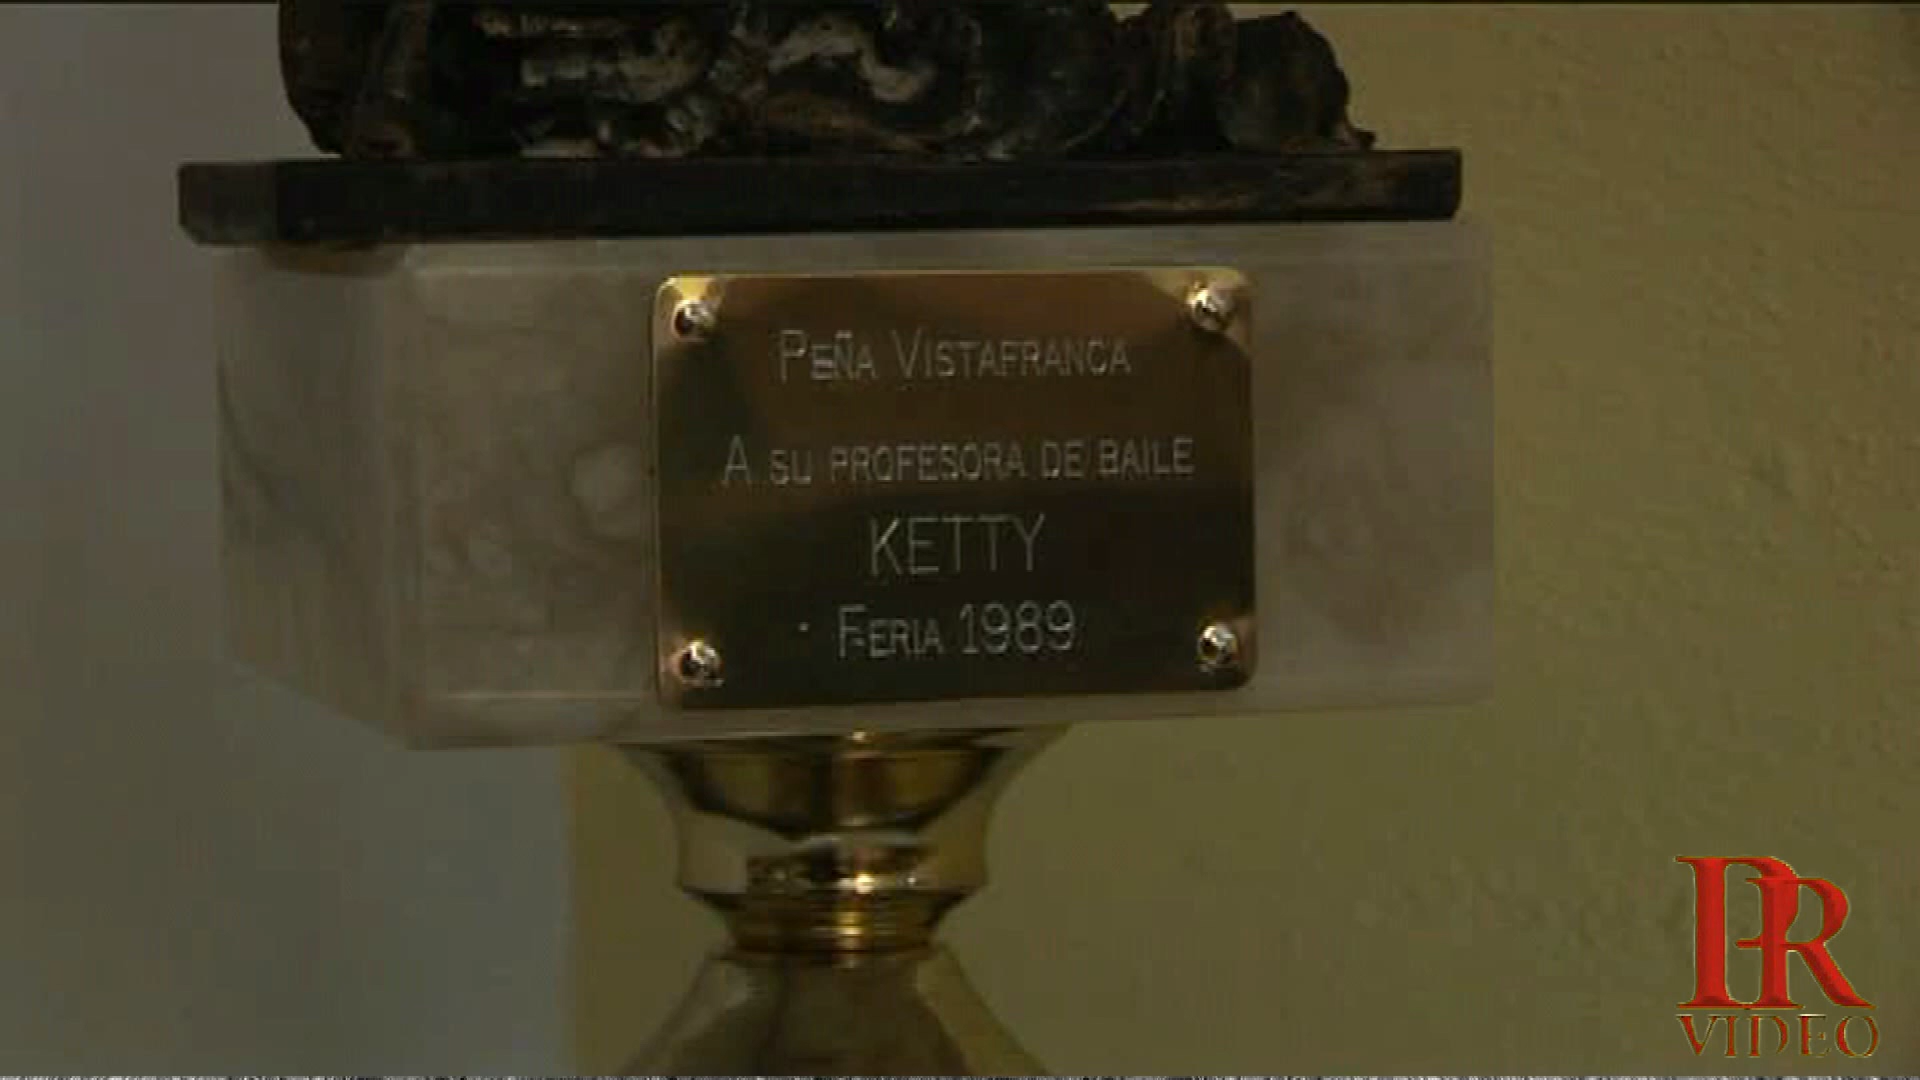 PEÑA VISTAFRANCA
A SU PROFESORA DE BAILE
KETTY
FERIA 1989
PR
VIDEO